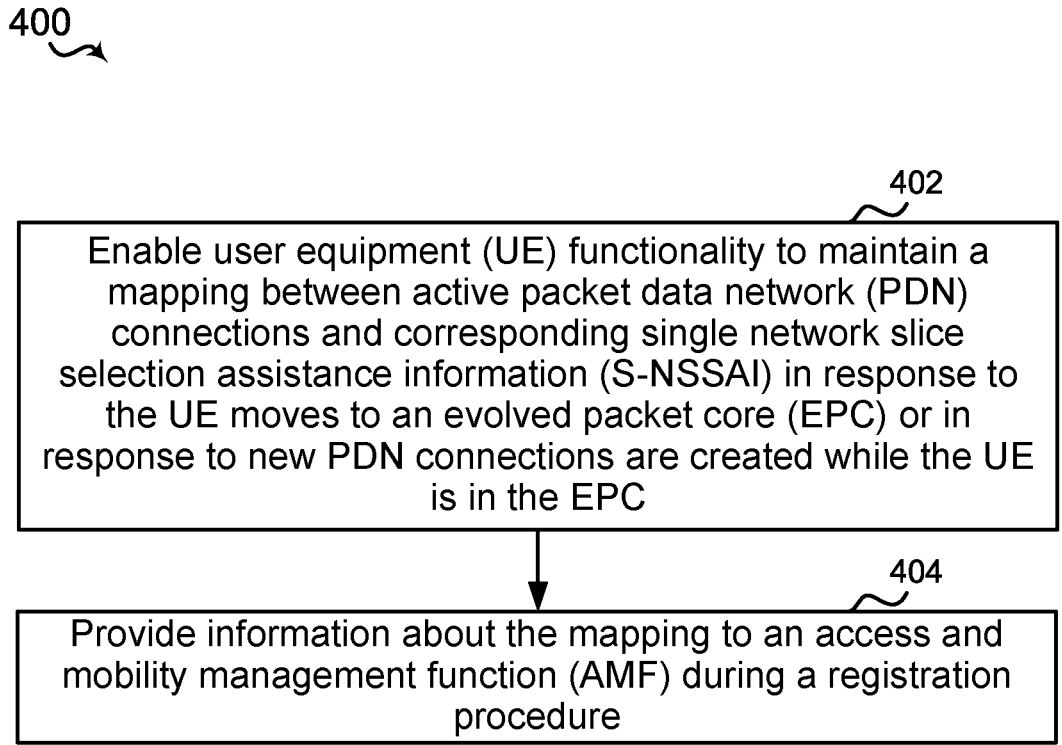 400
402
Enable user equipment (UE) functionality to maintain a
mapping between active packet data network (PDN)
connections and corresponding single network slice
selection assistance information (S-NSSAI) in response to
the UE moves to an evolved packet core (EPC) or in
response to new PDN connections are created while the UE
is in the EPC
404
Provide information about the mapping to an access and
mobility management function (AMF) during a registration
procedure